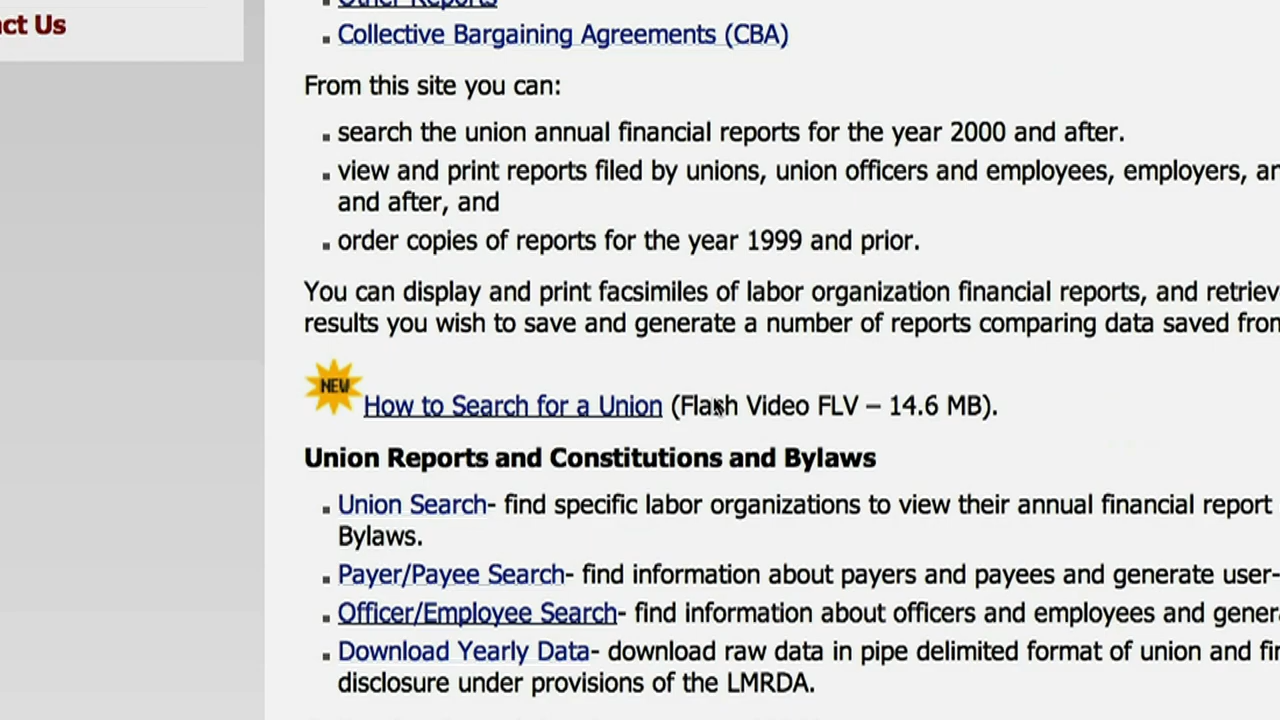 Other Reports
ct Us
Collective Bargaining Agreements (CBA)
From this site you can:
search the union annual financial reports for the year 2000 and after.
view and print reports filed by unions, union officers and employees, employers,
and after, and
order copies of reports for the year 1999 and prior.
You can display and print facsimiles of labor organization financial reports, and
results you wish to save and generate a number of reports comparing data saved
NEW
How to Search for a Union (Flash Video FLV – 14.6 MB).
Union Reports and Constitutions and Bylaws
Union Search- find specific labor organizations to view their annual financial report
Bylaws.
Payer/Payee Search- find information about payers and payees and generate user-
Officer/Employee Search- find information about officers and employees and
Download Yearly Data- download raw data in pipe delimited format of union and
disclosure under provisions of the LMRDA.